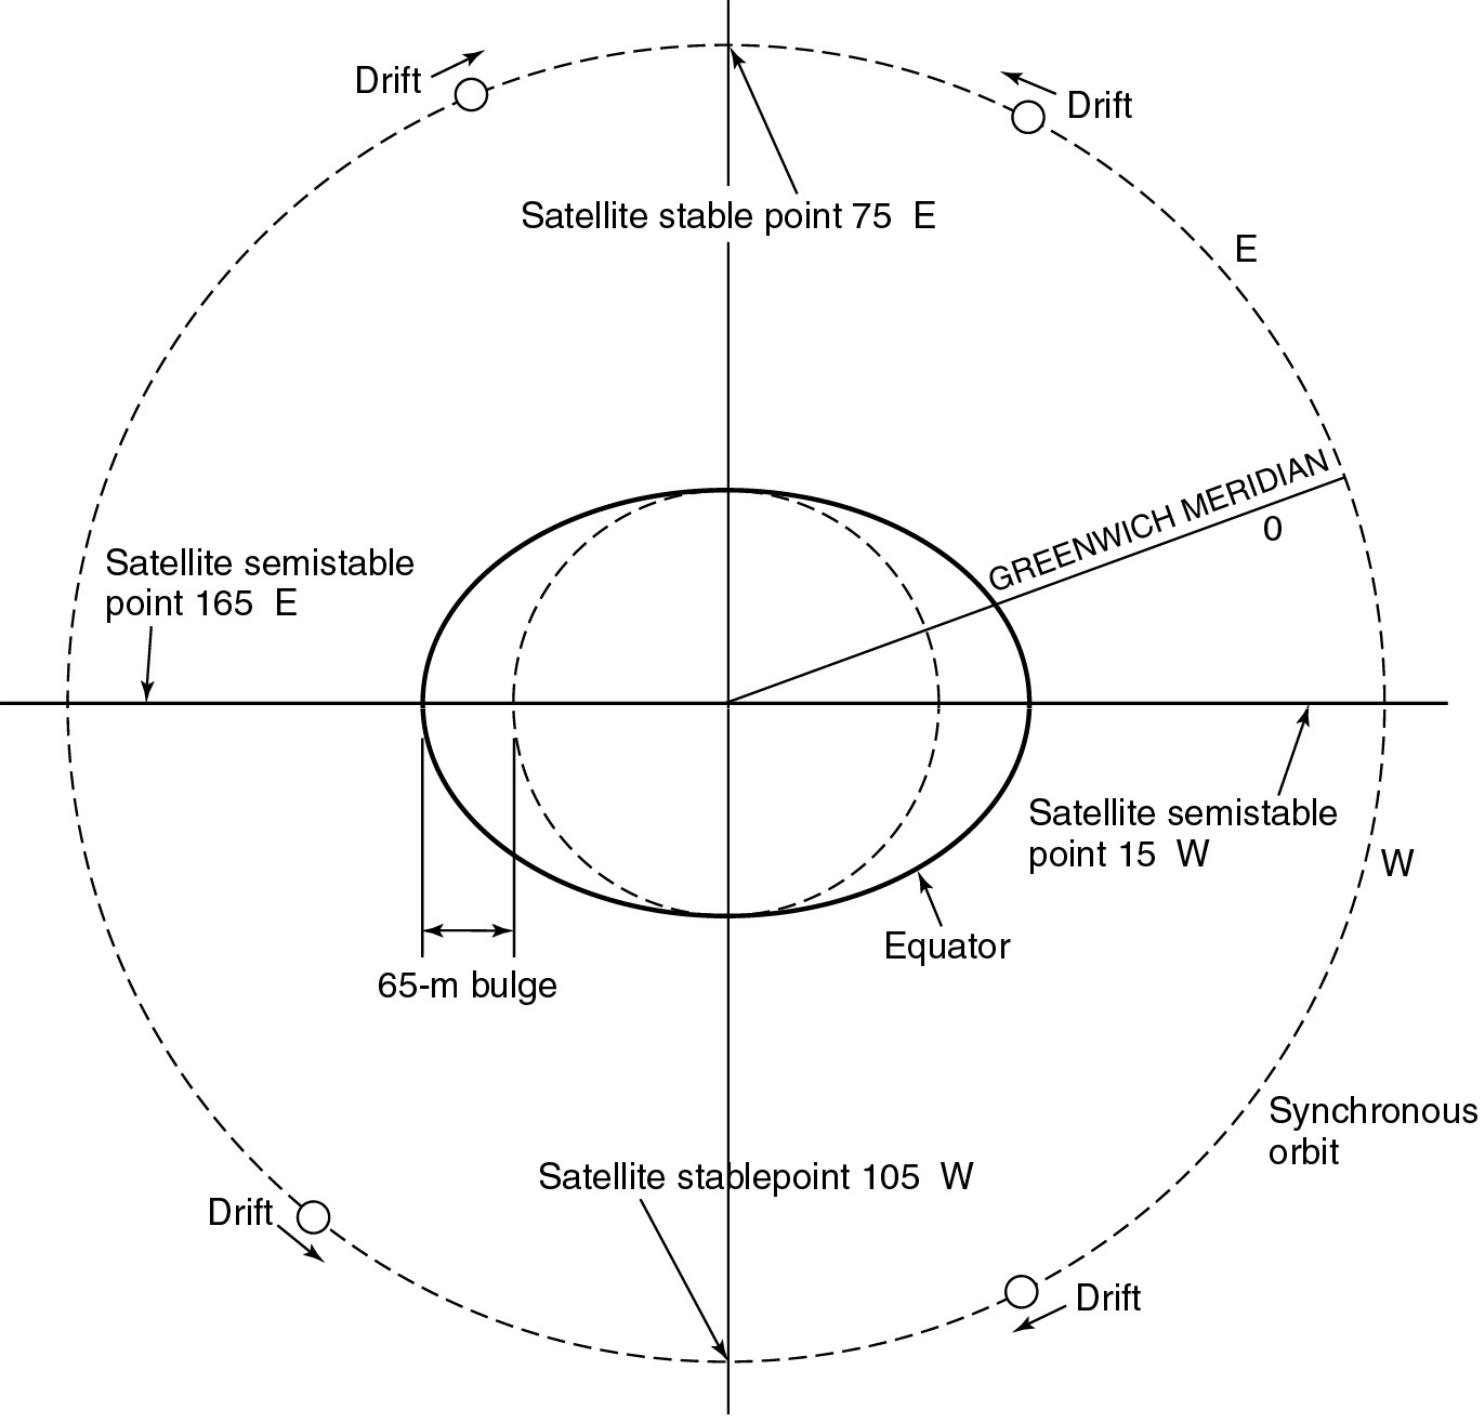 Drift
Drift
Satellite stable point 75 E
E
GREENWICH MERIDIAN
0
Satellite semistable
point 165 E
Satellite semistable
point 15 W
W
Equator
65-m bulge
Synchronous
orbit
Satellite stablepoint 105 W
Drift
Drift